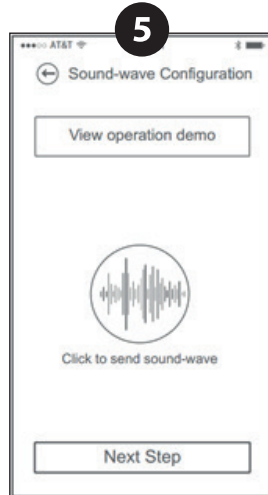 5
AT&T
Sound-wave Configuration
View operation demo
Click to send sound-wave
Next Step